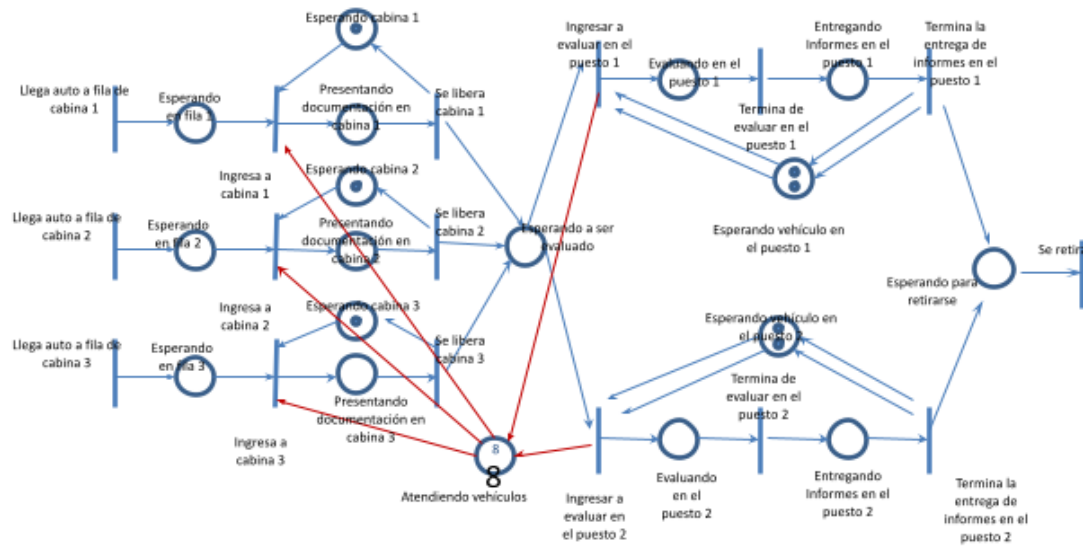 Esperando cabina 1
Llega auto a fila de
cabina 1
Esperando
en fila 1
Presentando
documentación en
cabina 1
Se libera
cabina 1
Ingresa a
cabina 1
Esperando cabina 2
Llega auto a fila de
cabina 2
Esperando
en fila 2
Presentando
documentación en
cabina 2
Se libera
cabina 2
Ingresa a
cabina 2
Esperando cabina 3
Llega auto a fila de
cabina 3
Esperando
en fila 3
Presentando
documentación en
cabina 3
Se libera
cabina 3
Ingresa a
cabina 3
Esperando a ser
evaluado
8
8
Atendiendo vehículos
Ingresar a
evaluar en el
puesto 1
Evaluando en el
puesto 1
Termina de
evaluar en el
puesto 1
Entregando
Informes en el
puesto 1
Termina la
entrega de
informes en el
puesto 1
Esperando vehículo en
el puesto 1
Esperando para
retirarse
Se retira
Esperando vehículo en
el puesto 2
Termina de
evaluar en el
puesto 2
Ingresar a
evaluar en
el puesto 2
Evaluando
en el
puesto 2
Entregando
Informes en el
puesto 2
Termina la
entrega de
informes en el
puesto 2